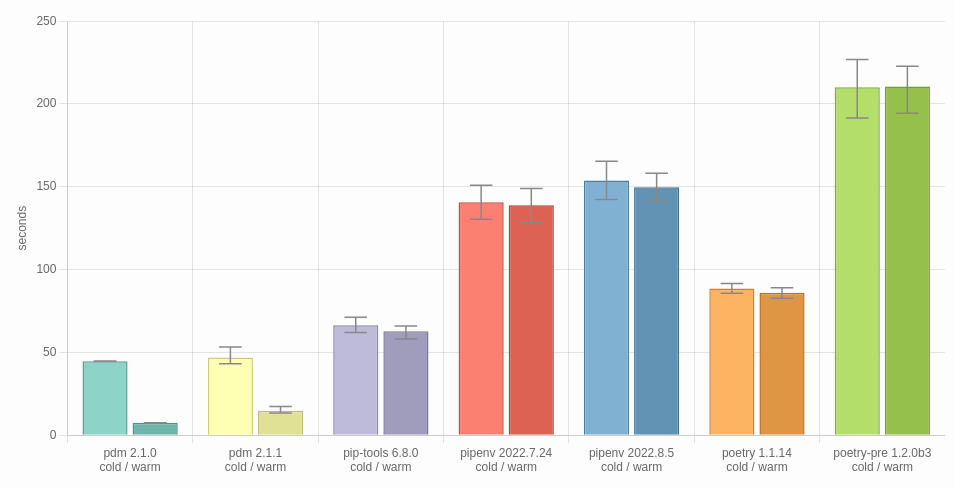 250
200
150
100
50
0
seconds
pdm 2.1.0
cold / warm
pdm 2.1.1
cold / warm
pip-tools 6.8.0
cold / warm
pipenv 2022.7.24
cold / warm
pipenv 2022.8.5
cold / warm
poetry 1.1.14
cold / warm
poetry-pre 1.2.0b3
cold / warm